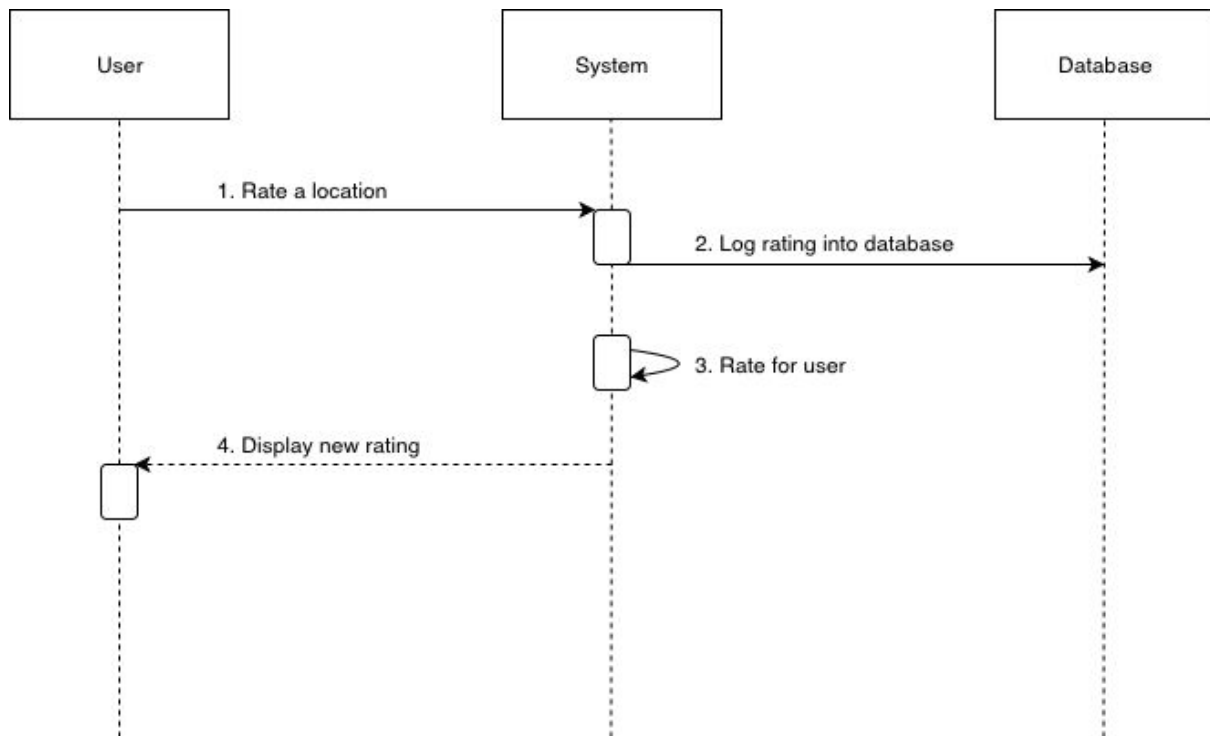 User
System
Database
1. Rate a location
2. Log rating into database
3. Rate for user
4. Display new rating